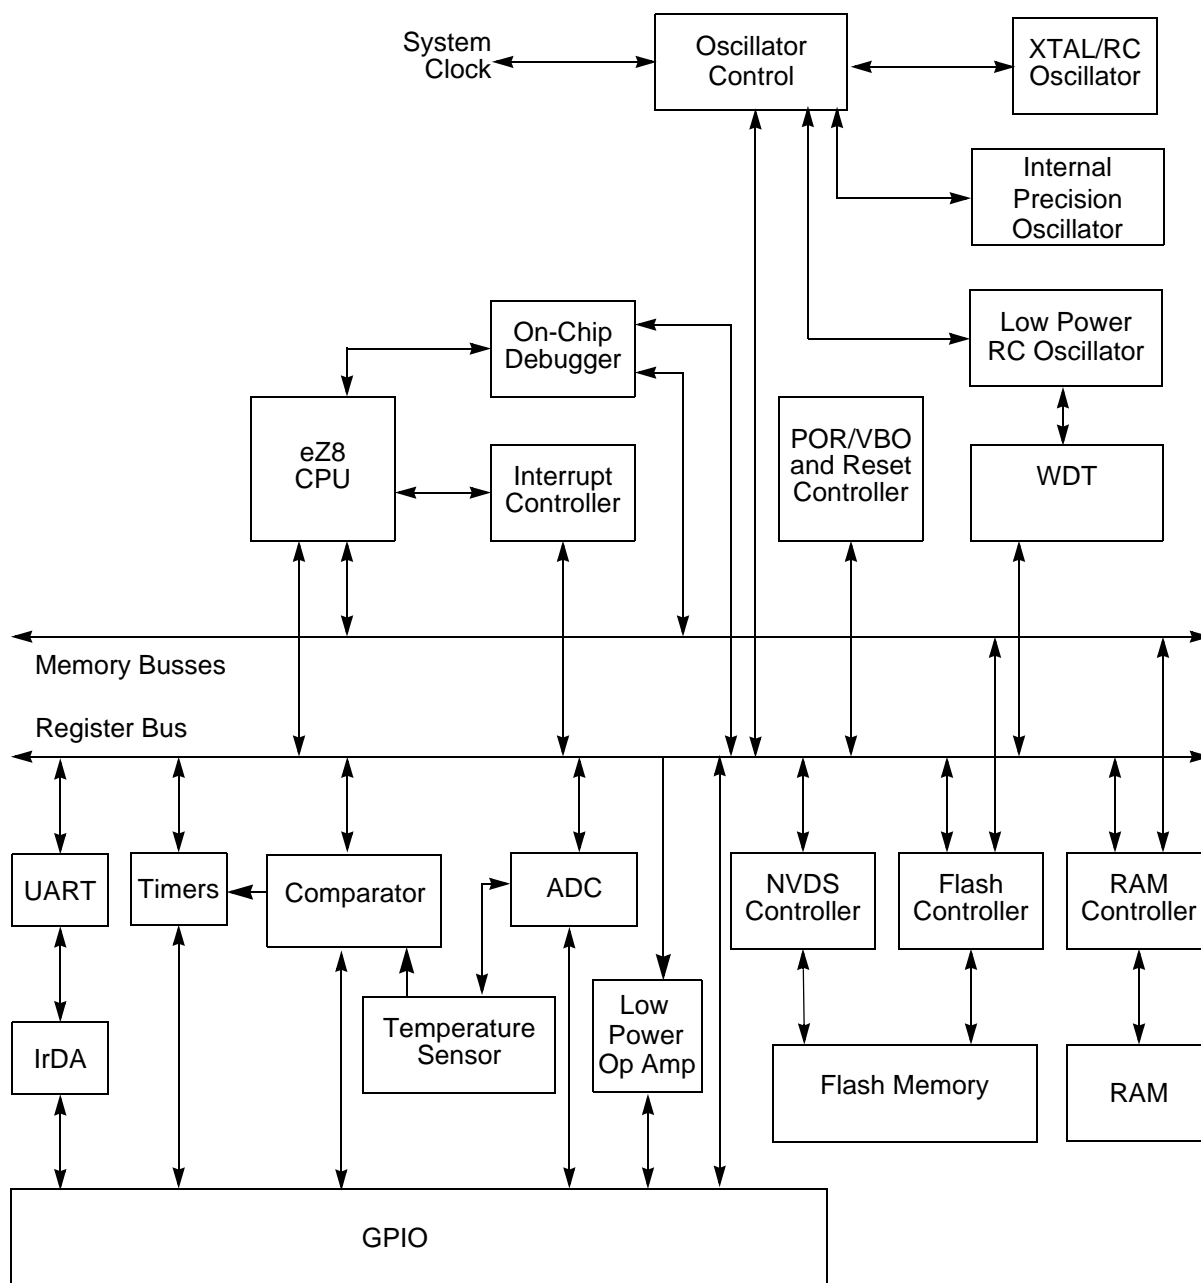 System
Clock
Oscillator
Control
XTAL/RC
Oscillator
Internal
Precision
Oscillator
Low Power
RC Oscillator
On-Chip
Debugger
eZ8
CPU
Interrupt
Controller
POR/VBO
and Reset
Controller
WDT
Memory Busses
Register Bus
UART
Timers
Comparator
ADC
NVDS
Controller
Flash
Controller
RAM
Controller
IrDA
Temperature
Sensor
Low
Power
Op Amp
Flash Memory
RAM
GPIO